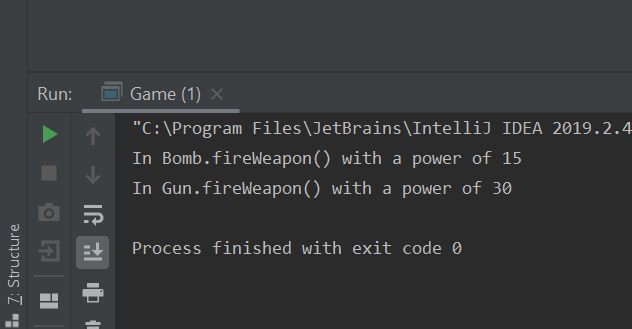 Run: Game (1)
"C:\Program Files\JetBrains\IntelliJ IDEA 2019.2.4
In Bomb.fireWeapon() with a power of 15
In Gun.fireWeapon() with a power of 30
Process finished with exit code 0
7: Structure